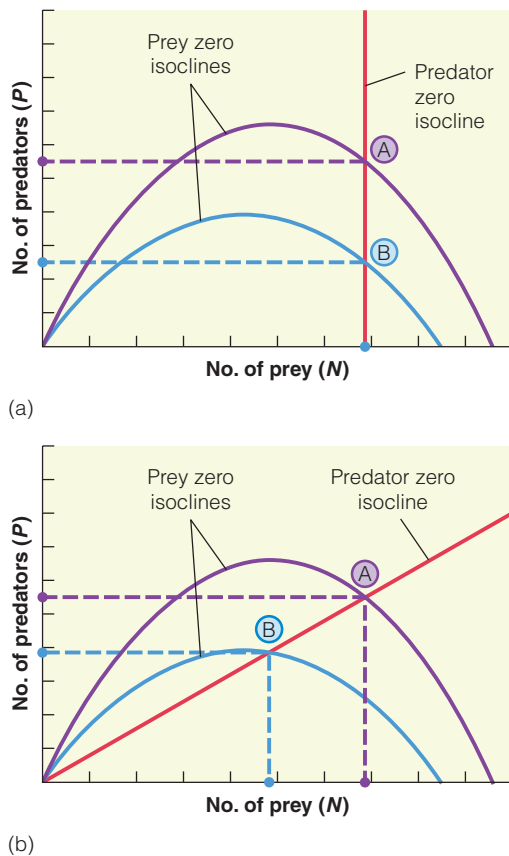 Prey zero
isoclines
Predator
zero
isocline
A
B
No. of predators (P)
No. of prey (N)
(a)
Prey zero
isoclines
Predator zero
isocline
A
B
No. of predators (P)
No. of prey (N)
(b)